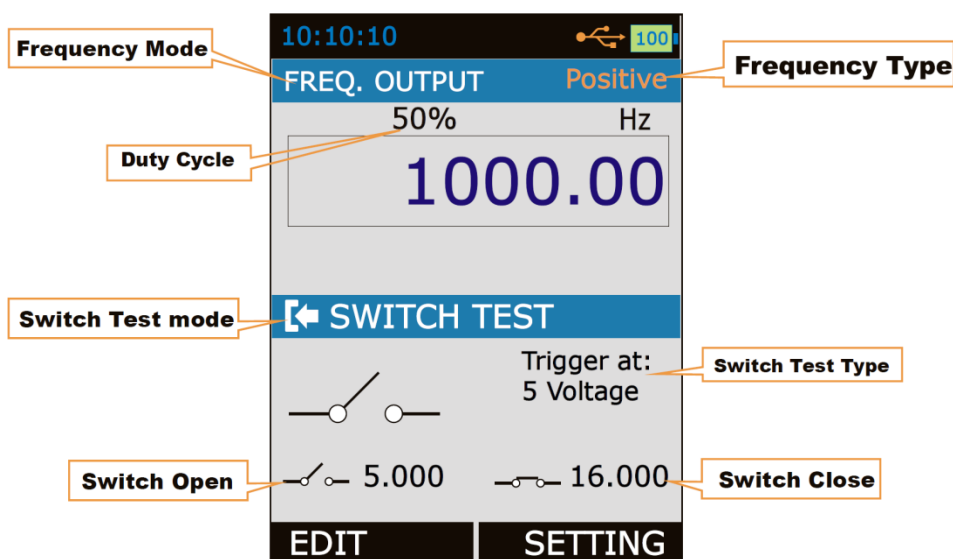 10:10:10
100
Frequency Mode
FREQ. OUTPUT
Positive
Frequency Type
50%
Hz
Duty Cycle
1000.00
Switch Test mode
SWITCH TEST
Trigger at:
5 Voltage
Switch Test Type
Switch Open
5.000
16.000
Switch Close
EDIT
SETTING